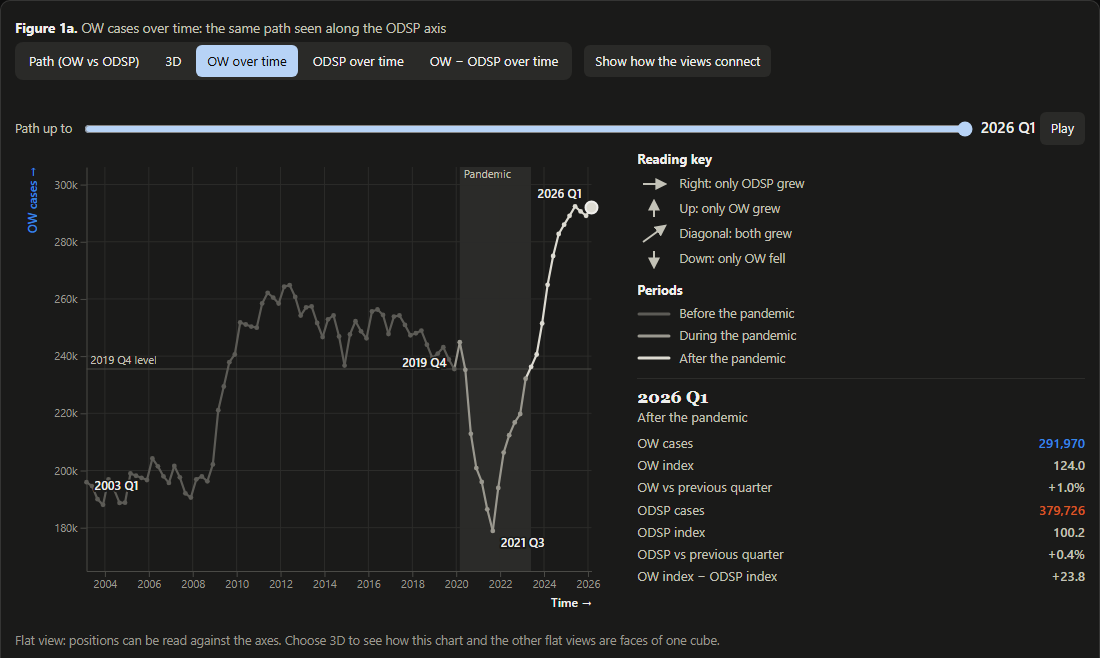 Figure 1a. OW cases over time: the same path seen along the ODSP axis
Path (OW vs ODSP) 3D OW over time ODSP over time OW − ODSP over time Show how the views connect
Path up to 2026 Q1 Play
OW cases →
300k
280k
260k
240k
220k
200k
180k
Pandemic
2026 Q1
2019 Q4 level
2019 Q4
2003 Q1
2021 Q3
2004 2006 2008 2010 2012 2014 2016 2018 2020 2022 2024 2026
Time →
Reading key
Right: only ODSP grew
Up: only OW grew
Diagonal: both grew
Down: only OW fell
Periods
Before the pandemic
During the pandemic
After the pandemic
2026 Q1
After the pandemic
OW cases 291,970
OW index 124.0
OW vs previous quarter +1.0%
ODSP cases 379,726
ODSP index 100.2
ODSP vs previous quarter +0.4%
OW index − ODSP index +23.8
Flat view: positions can be read against the axes. Choose 3D to see how this chart and the other flat views are faces of one cube.